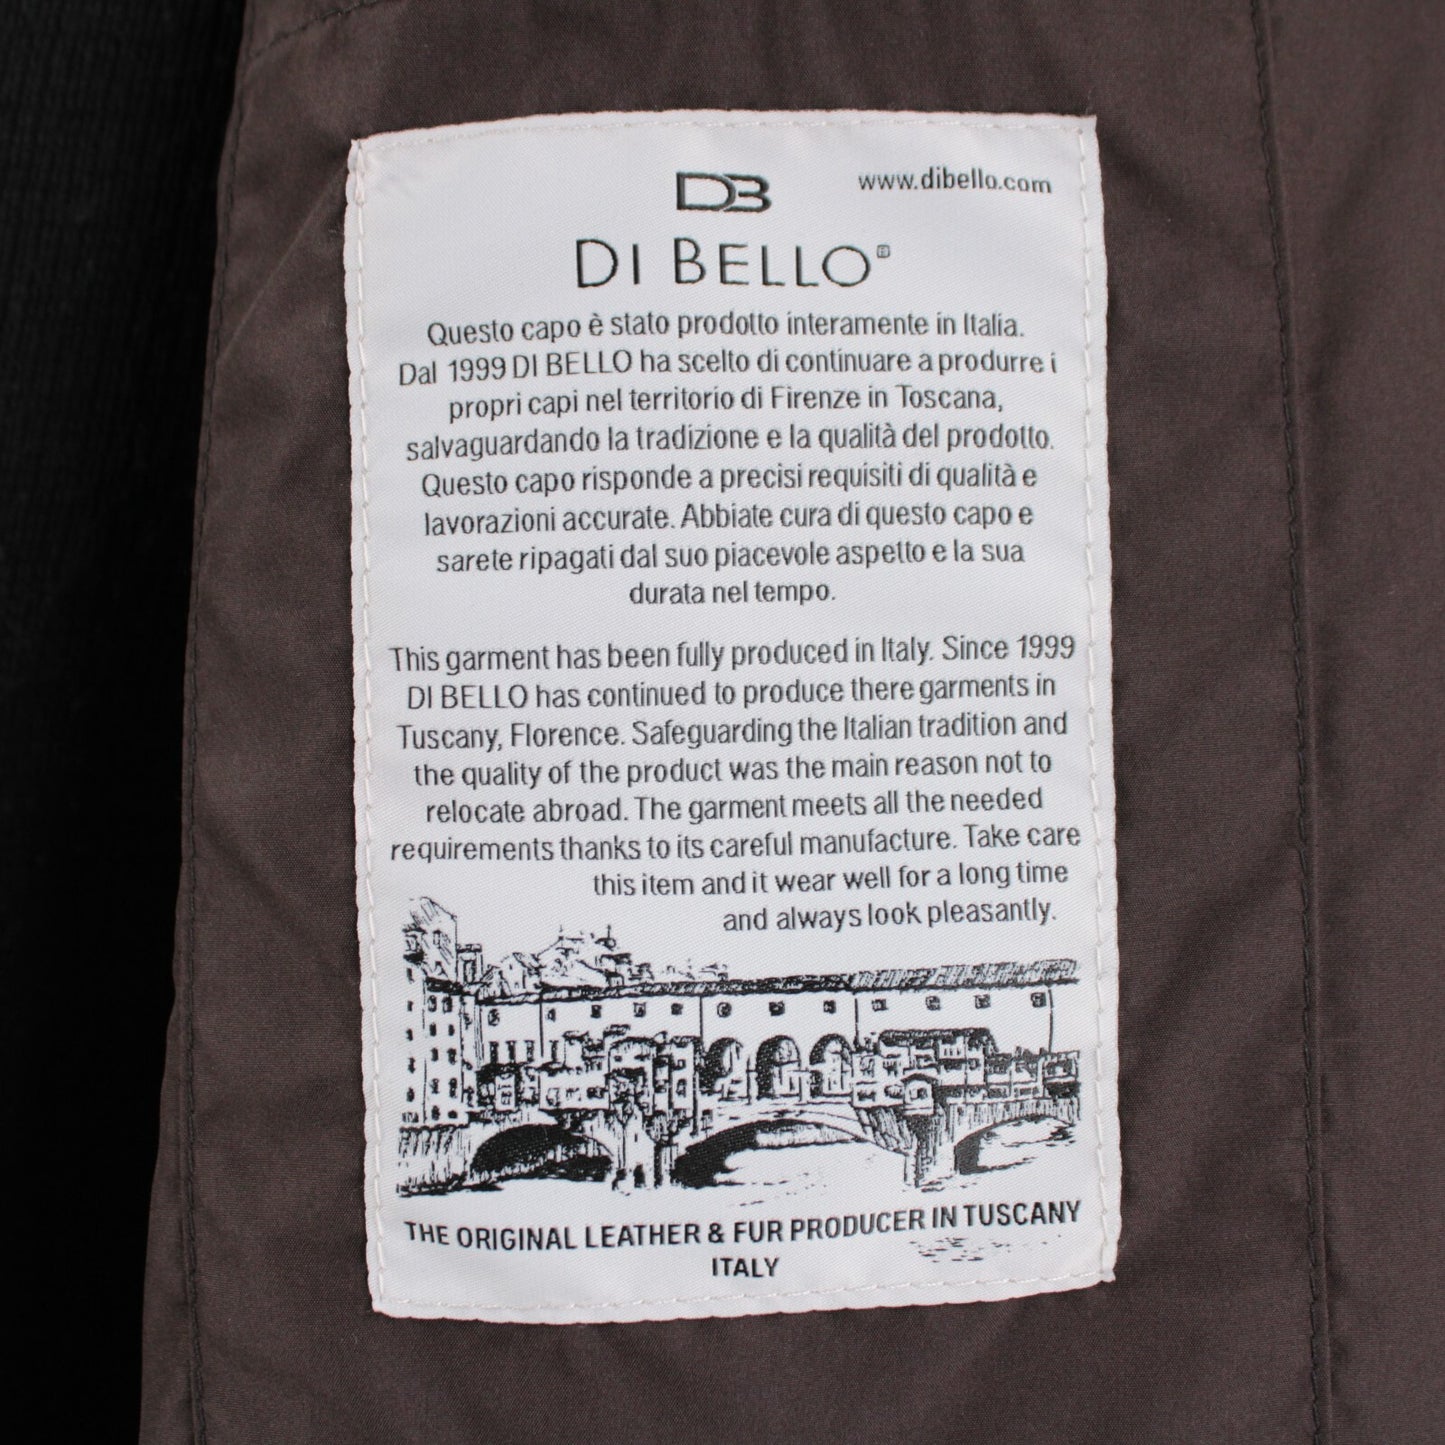 DB
www.dibello.com
DI BELLO®
Questo capo è stato prodotto interamente in Italia.
Dal 1999 DI BELLO ha scelto di continuare a produrre i
propri capi nel territorio di Firenze in Toscana,
salvaguardando la tradizione e la qualità del prodotto.
Questo capo risponde a precisi requisiti di qualità e
lavorazioni accurate. Abbiate cura di questo capo e
sarete ripagati dal suo piacevole aspetto e la sua
durata nel tempo.
This garment has been fully produced in Italy. Since 1999
DI BELLO has continued to produce there garments in
Tuscany, Florence. Safeguarding the Italian tradition and
the quality of the product was the main reason not to
relocate abroad. The garment meets all the needed
requirements thanks to its careful manufacture. Take care
this item and it wear well for a long time
and always look pleasantly.
THE ORIGINAL LEATHER & FUR PRODUCER IN TUSCANY
ITALY